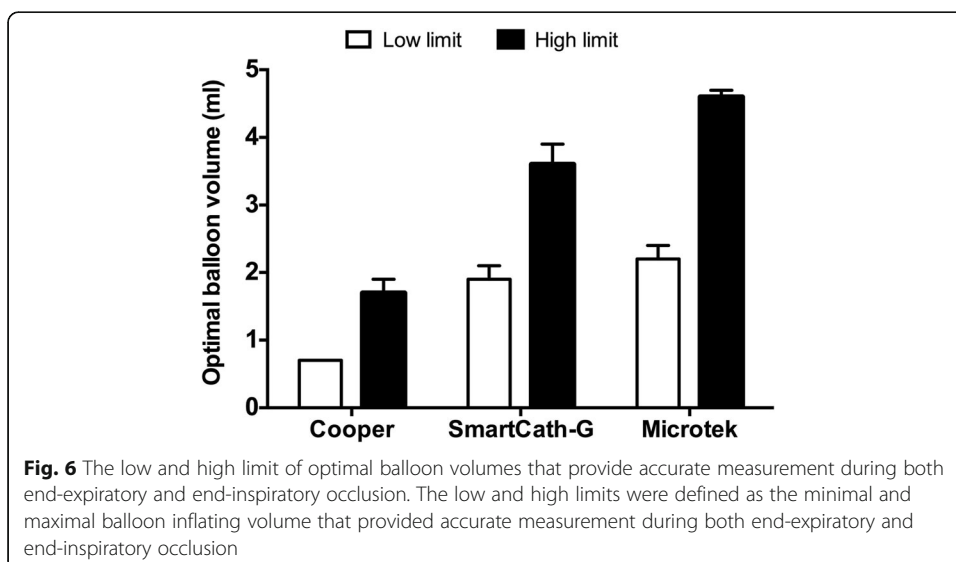 Low limit High limit
5
4
3
2
1
0
Optimal balloon volume (ml)
Cooper SmartCath-G Microtek
Fig. 6 The low and high limit of optimal balloon volumes that provide accurate measurement during both
end-expiratory and end-inspiratory occlusion. The low and high limits were defined as the minimal and
maximal balloon inflating volume that provided accurate measurement during both end-expiratory and
end-inspiratory occlusion